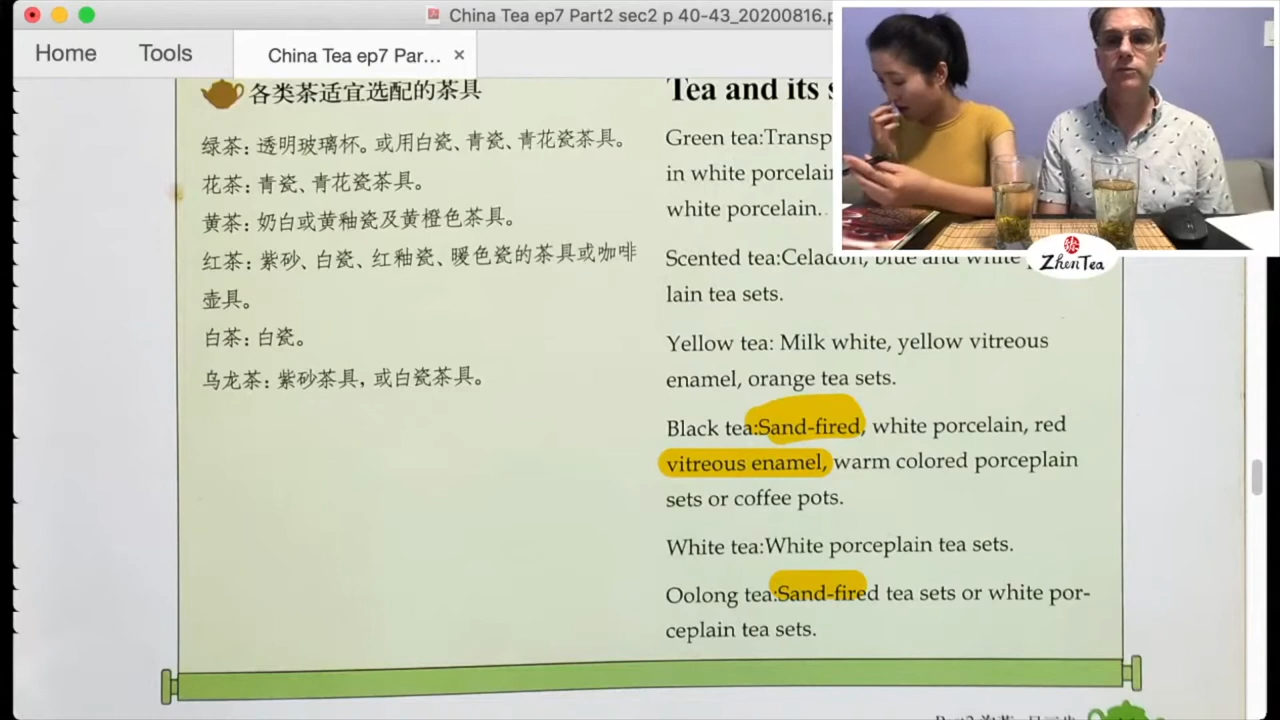 China Tea ep7 Part2 sec2 p 40-43_20200816.p
Home
Tools
China Tea ep7 Par... ×
各类茶适宜选配的茶具
绿茶: 透明玻璃杯。或用白瓷、青瓷、青花瓷茶具。
花茶: 青瓷、青花瓷茶具。
黄茶: 奶白或黄釉瓷及黄橙色茶具。
红茶: 紫砂、白瓷、红釉瓷、暖色瓷的茶具或咖啡
壶具。
白茶: 白瓷。
乌龙茶: 紫砂茶具, 或白瓷茶具。
Tea and its s
Green tea:Transp
in white porcelain
white porcelain.
Scented tea:Celadon, blue and white
lain tea sets.
Yellow tea: Milk white, yellow vitreous
enamel, orange tea sets.
Black tea:Sand-fired, white porcelain, red
vitreous enamel, warm colored porceplain
sets or coffee pots.
White tea:White porceplain tea sets.
Oolong tea:Sand-fired tea sets or white por-
ceplain tea sets.
臻
ZhenTea